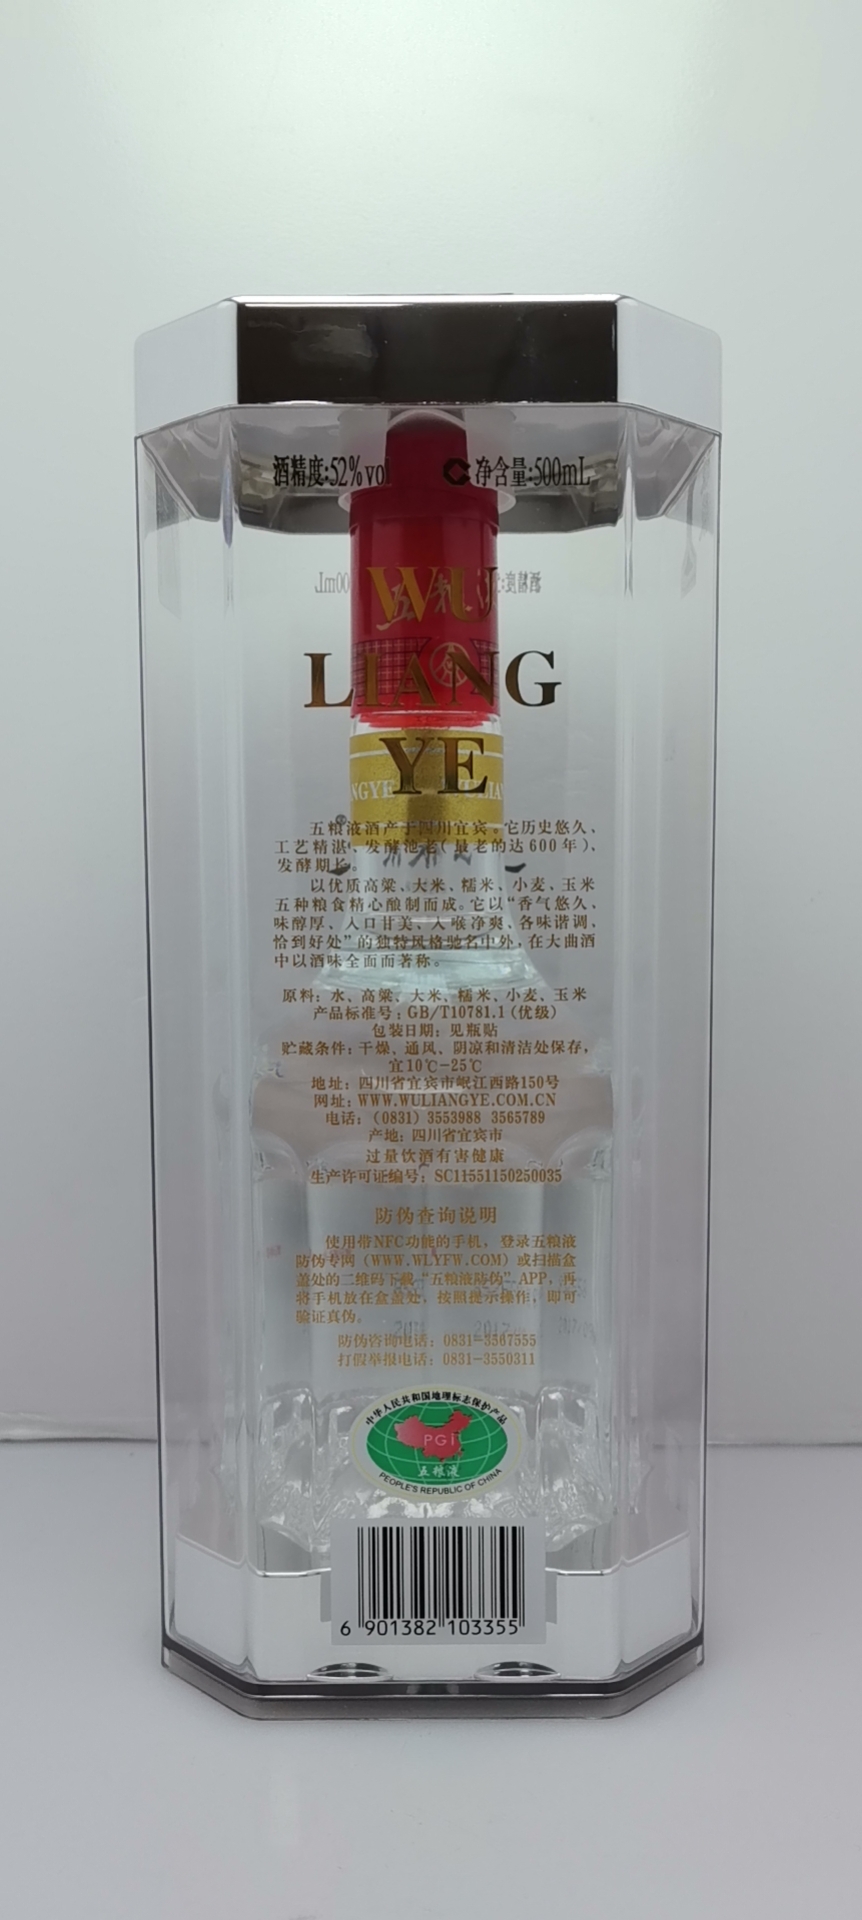 酒精度:52%vol
净含量:500mL
WU
LIANG
YE
五粮液酒产于四川宜宾。它历史悠久、
工艺精湛、发酵池老(最老的达600年)、
发酵期长。
以优质高粱、大米、糯米、小麦、玉米
五种粮食精心酿制而成。它以“香气悠久、
味醇厚、入口甘美、入喉净爽、各味谐调、
恰到好处”的独特风格驰名中外,在大曲酒
中以酒味全面而著称。
原料:水、高粱、大米、糯米、小麦、玉米
产品标准号:GB/T10781.1(优级)
包装日期:见瓶贴
贮藏条件:干燥、通风、阴凉和清洁处保存,
宜10℃-25℃
地址:四川省宜宾市岷江西路150号
网址:WWW.WULIANGYE.COM.CN
电话:(0831) 3553988 3565789
产地:四川省宜宾市
过量饮酒有害健康
生产许可证编号:SC11551150250035
防伪查询说明
使用带NFC功能的手机,登录五粮液
防伪专网(WWW.WLYFW.COM)或扫描盒
盖处的二维码下载“五粮液防伪”APP,再
将手机放在盒盖处,按照提示操作,即可
验证真伪。
防伪咨询电话:0831-3567555
打假举报电话:0831-3550311
中华人民共和国地理标志保护产品
PGI
五粮液
PEOPLE'S REPUBLIC OF CHINA
6 901382 103355